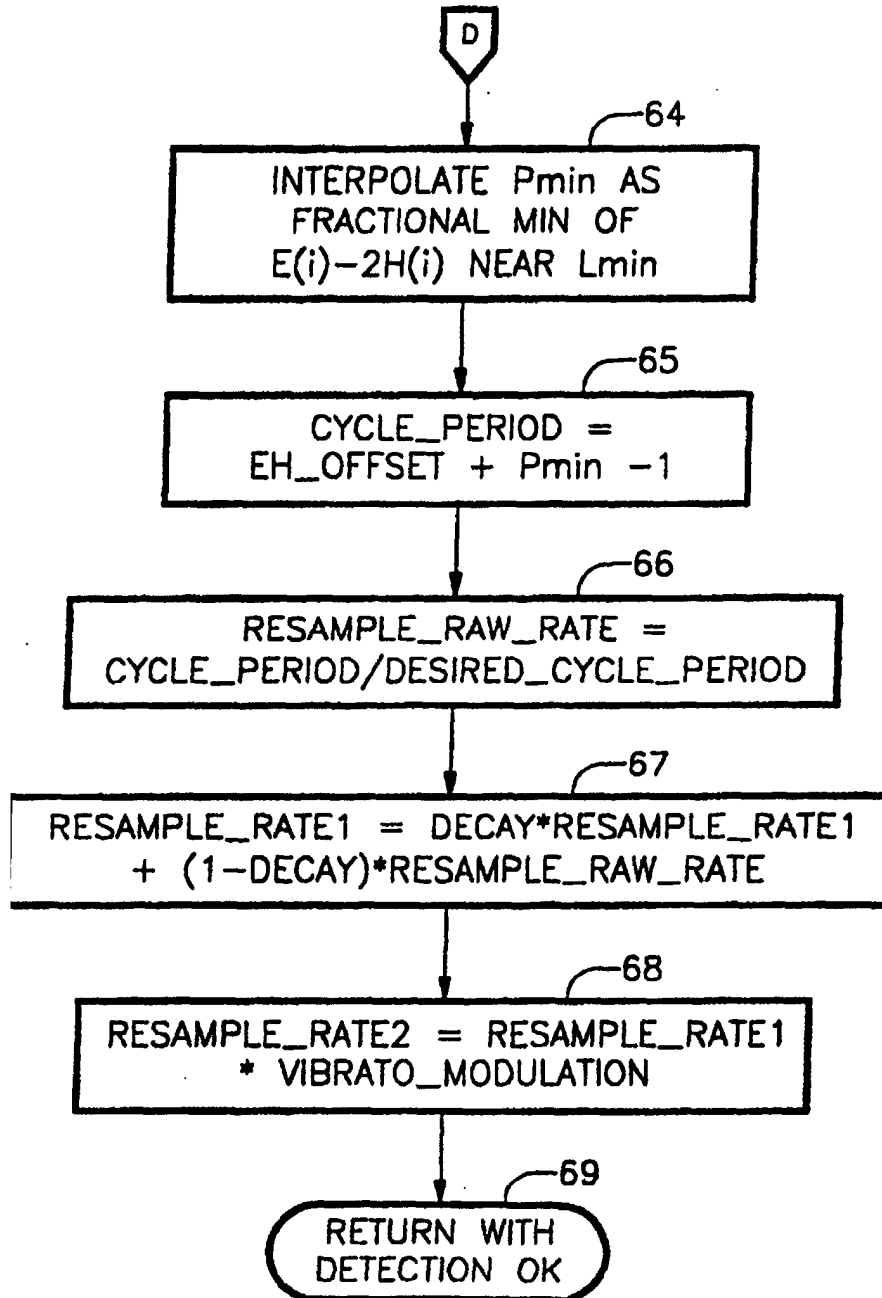 D
64
INTERPOLATE Pmin AS
FRACTIONAL MIN OF
E(i)-2H(i) NEAR Lmin
65
CYCLE_PERIOD =
EH_OFFSET + Pmin -1
66
RESAMPLE_RAW_RATE =
CYCLE_PERIOD/DESIRED_CYCLE_PERIOD
67
RESAMPLE_RATE1 = DECAY*RESAMPLE_RATE1
+ (1-DECAY)*RESAMPLE_RAW_RATE
68
RESAMPLE_RATE2 = RESAMPLE_RATE1
* VIBRATO_MODULATION
69
RETURN WITH
DETECTION OK